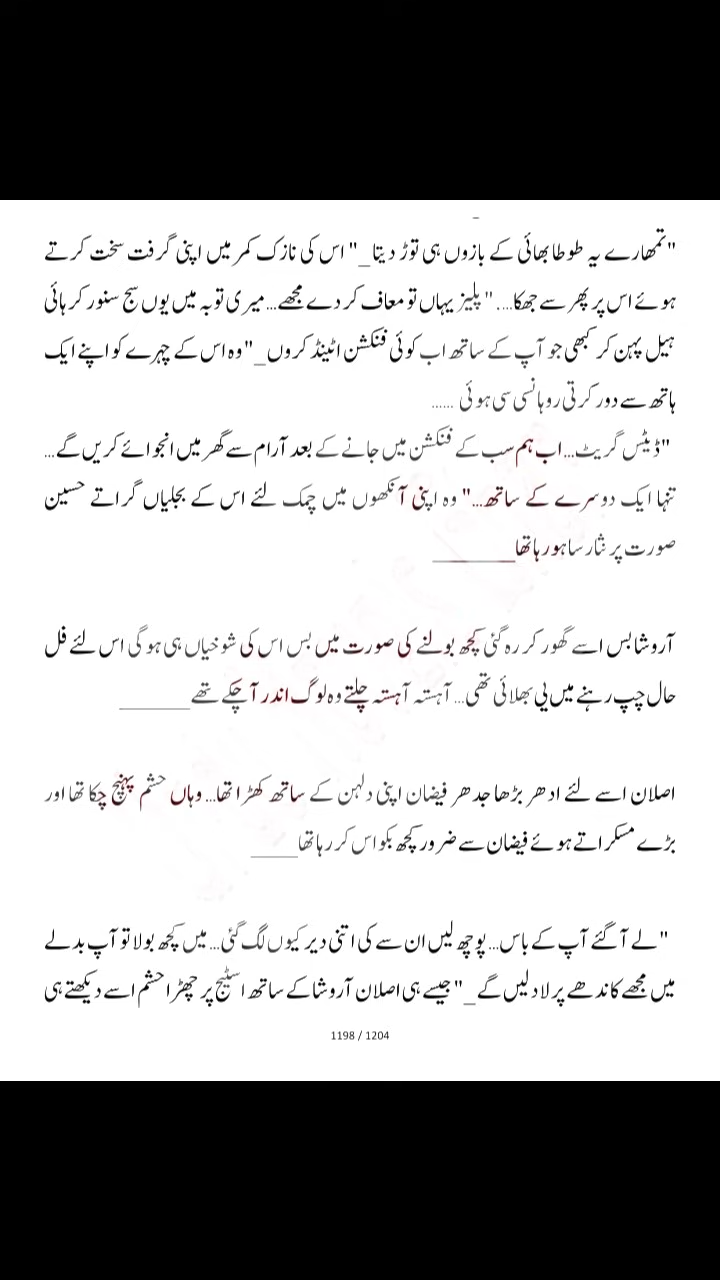 "تمھارے یہ طوطا بھائی کے بازوں ہی توڑ دیتا_" اس کی نازک کمر میں اپنی گرفت سخت کرتے
ہوئے اس پر پھر سے جھکا.... "پلیز یہاں تو معاف کر دے مجھے...میری توبہ میں یوں سج سنور کر ہائی
ہیل پہن کر کبھی جو آپ کے ساتھ اب کوئی فنکشن اٹینڈ کروں_" وہ اس کے چہرے کو اپنے ایک
ہاتھ سے دور کرتی روہانسی سی ہوئی ......
"ڈیٹس گریٹ...اب ہم سب کے فنکشن میں جانے کے بعد آرام سے گھر میں انجوائے کریں گے...
تنہا ایک دوسرے کے ساتھ..." وہ اپنی آنکھوں میں چمک لئے اس کے بجلیاں گراتے حسین
صورت پر نثار سا ہو رہا تھا_______
آروشا بس اسے گھور کر رہ گئی کچھ بولنے کی صورت میں بس اس کی شوخیاں ہی ہوگی اس لئے فل
حال چپ رہنے میں یی بھلائی تھی... آہستہ آہستہ چلتے وہ لوگ اندر آ چکے تھے______
اصلان اسے لئے ادھر بڑھا جدھر فیضان اپنی دلہن کے ساتھ کھڑا تھا... وہاں حشم پہنچ چکا تھا اور
بڑے مسکراتے ہوئے فیضان سے ضرور کچھ بکواس کر رہا تھا____
"لے آ گئے آپ کے باس...پوچھ لیں ان سے کی اتنی دیر کیوں لگ گئی...میں کچھ بولا تو آپ بدلے
میں مجھے کاندھے پر لاد لیں گے_" جیسے ہی اصلان آروشا کے ساتھ اسٹیج پر چھڑا حشم اسے دیکھتے ہی
1198 / 1204